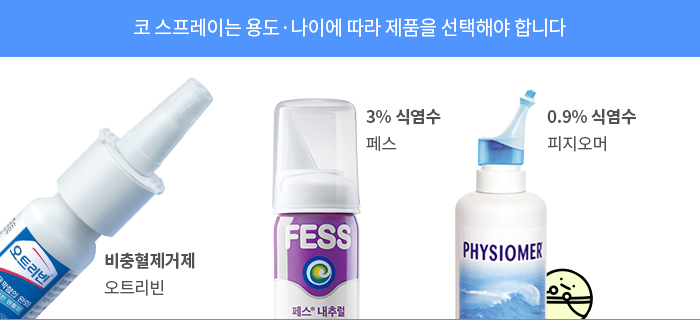 코 스프레이는 용도·나이에 따라 제품을 선택해야 합니다
3% 식염수
페스
0.9% 식염수
피지오머
비충혈제거제
오트리빈
오트리빈
FESS
페스® 내추럴
PHYSIOMER